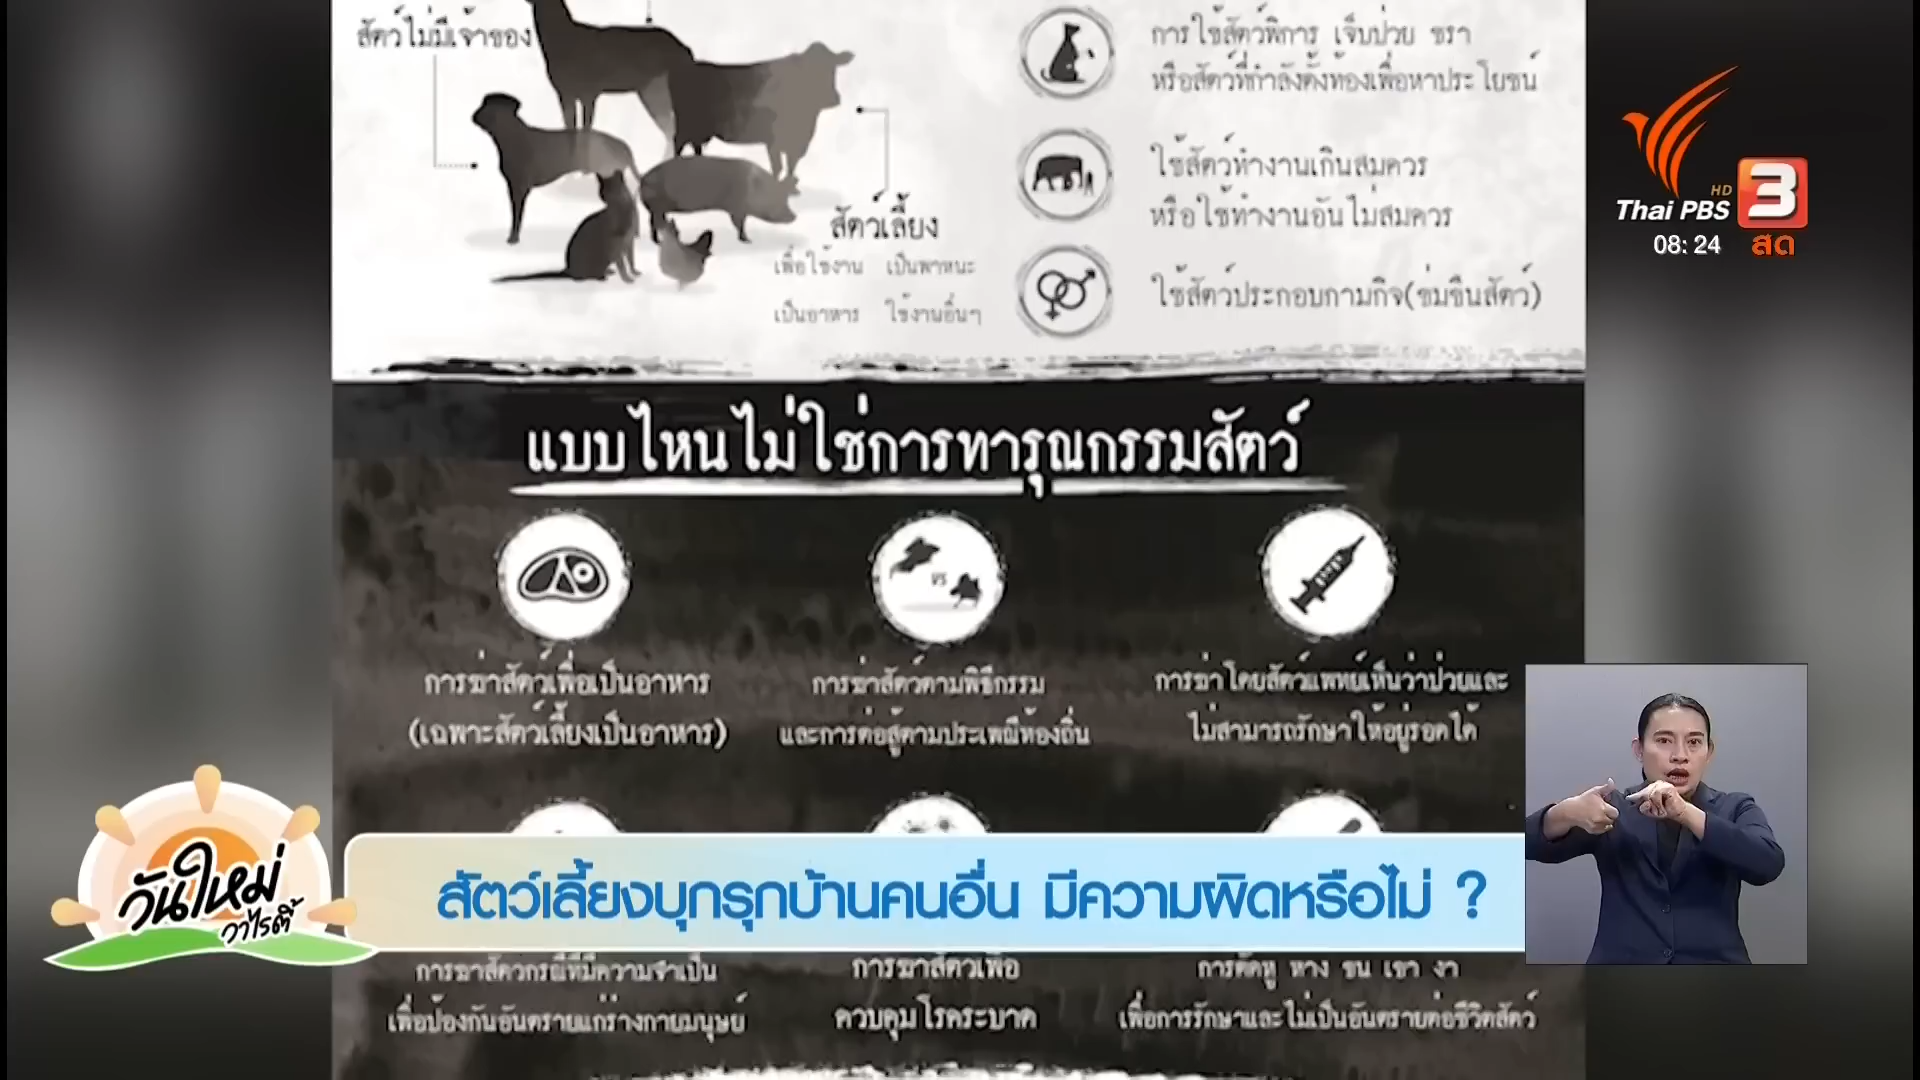 สัตว์ไม่มีเจ้าของ
การใช้สัตว์พิการ เจ็บป่วย ชรา
หรือสัตว์ที่กำลังตั้งท้องเพื่อหาประโยชน์
ใช้สัตว์ทำงานเกินสมควร
หรือใช้ทำงานอันไม่สมควร
สัตว์เลี้ยง
เพื่อใช้งาน เป็นพาหนะ
เป็นอาหาร ใช้งานอื่นๆ
ใช้สัตว์ประกอบกามกิจ(ข่มขืนสัตว์)
HD
Thai PBS 3
08:24 สด
แบบไหนไม่ใช่การทารุณกรรมสัตว์
VS
การฆ่าสัตว์เพื่อเป็นอาหาร
(เฉพาะสัตว์เลี้ยงเป็นอาหาร)
การฆ่าสัตว์ตามพิธีกรรม
และการต่อสู้ตามประเพณีท้องถิ่น
การฆ่าโดยสัตว์แพทย์เห็นว่าป่วยและ
ไม่สามารถรักษาให้อยู่รอดได้
วันใหม่
วาไรตี้
สัตว์เลี้ยงบุกรุกบ้านคนอื่น มีความผิดหรือไม่ ?
การฆ่าสัตว์กรณีที่มีความจำเป็น
เพื่อป้องกันอันตรายแก่ร่างกายมนุษย์
การฆ่าสัตว์เพื่อ
ควบคุมโรคระบาด
การตัดหู หาง ขน เขา งา
เพื่อการรักษาและไม่เป็นอันตรายต่อชีวิตสัตว์